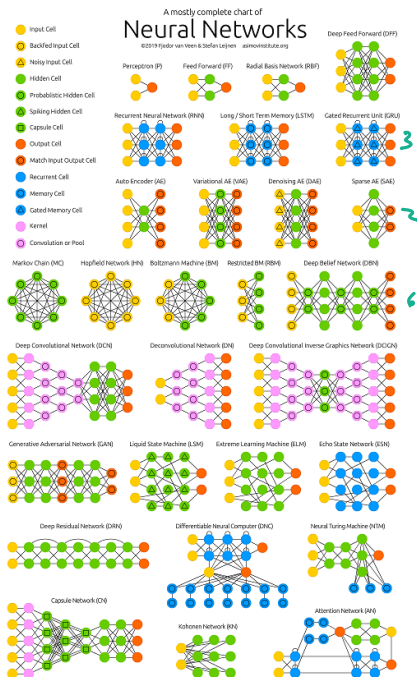 A mostly complete chart of
Neural Networks
©2019 Fjodor van Veen & Stefan Leijnen asimovinstitute.org
Input Cell
Backfed Input Cell
Noisy Input Cell
Hidden Cell
Probablistic Hidden Cell
Spiking Hidden Cell
Capsule Cell
Output Cell
Match Input Output Cell
Recurrent Cell
Memory Cell
Gated Memory Cell
Kernel
Convolution or Pool
Deep Feed Forward (DFF)
Perceptron (P) Feed Forward (FF) Radial Basis Network (RBF)
Recurrent Neural Network (RNN) Long / Short Term Memory (LSTM) Gated Recurrent Unit (GRU)
3
Auto Encoder (AE) Variational AE (VAE) Denoising AE (DAE) Sparse AE (SAE)
Markov Chain (MC) Hopfield Network (HN) Boltzmann Machine (BM) Restricted BM (RBM) Deep Belief Network (DBN)
6
Deep Convolutional Network (DCN) Deconvolutional Network (DN) Deep Convolutional Inverse Graphics Network (DCIGN)
Generative Adversarial Network (GAN) Liquid State Machine (LSM) Extreme Learning Machine (ELM) Echo State Network (ESN)
Deep Residual Network (DRN) Differentiable Neural Computer (DNC) Neural Turing Machine (NTM)
Capsule Network (CN) Kohonen Network (KN) Attention Network (AN)